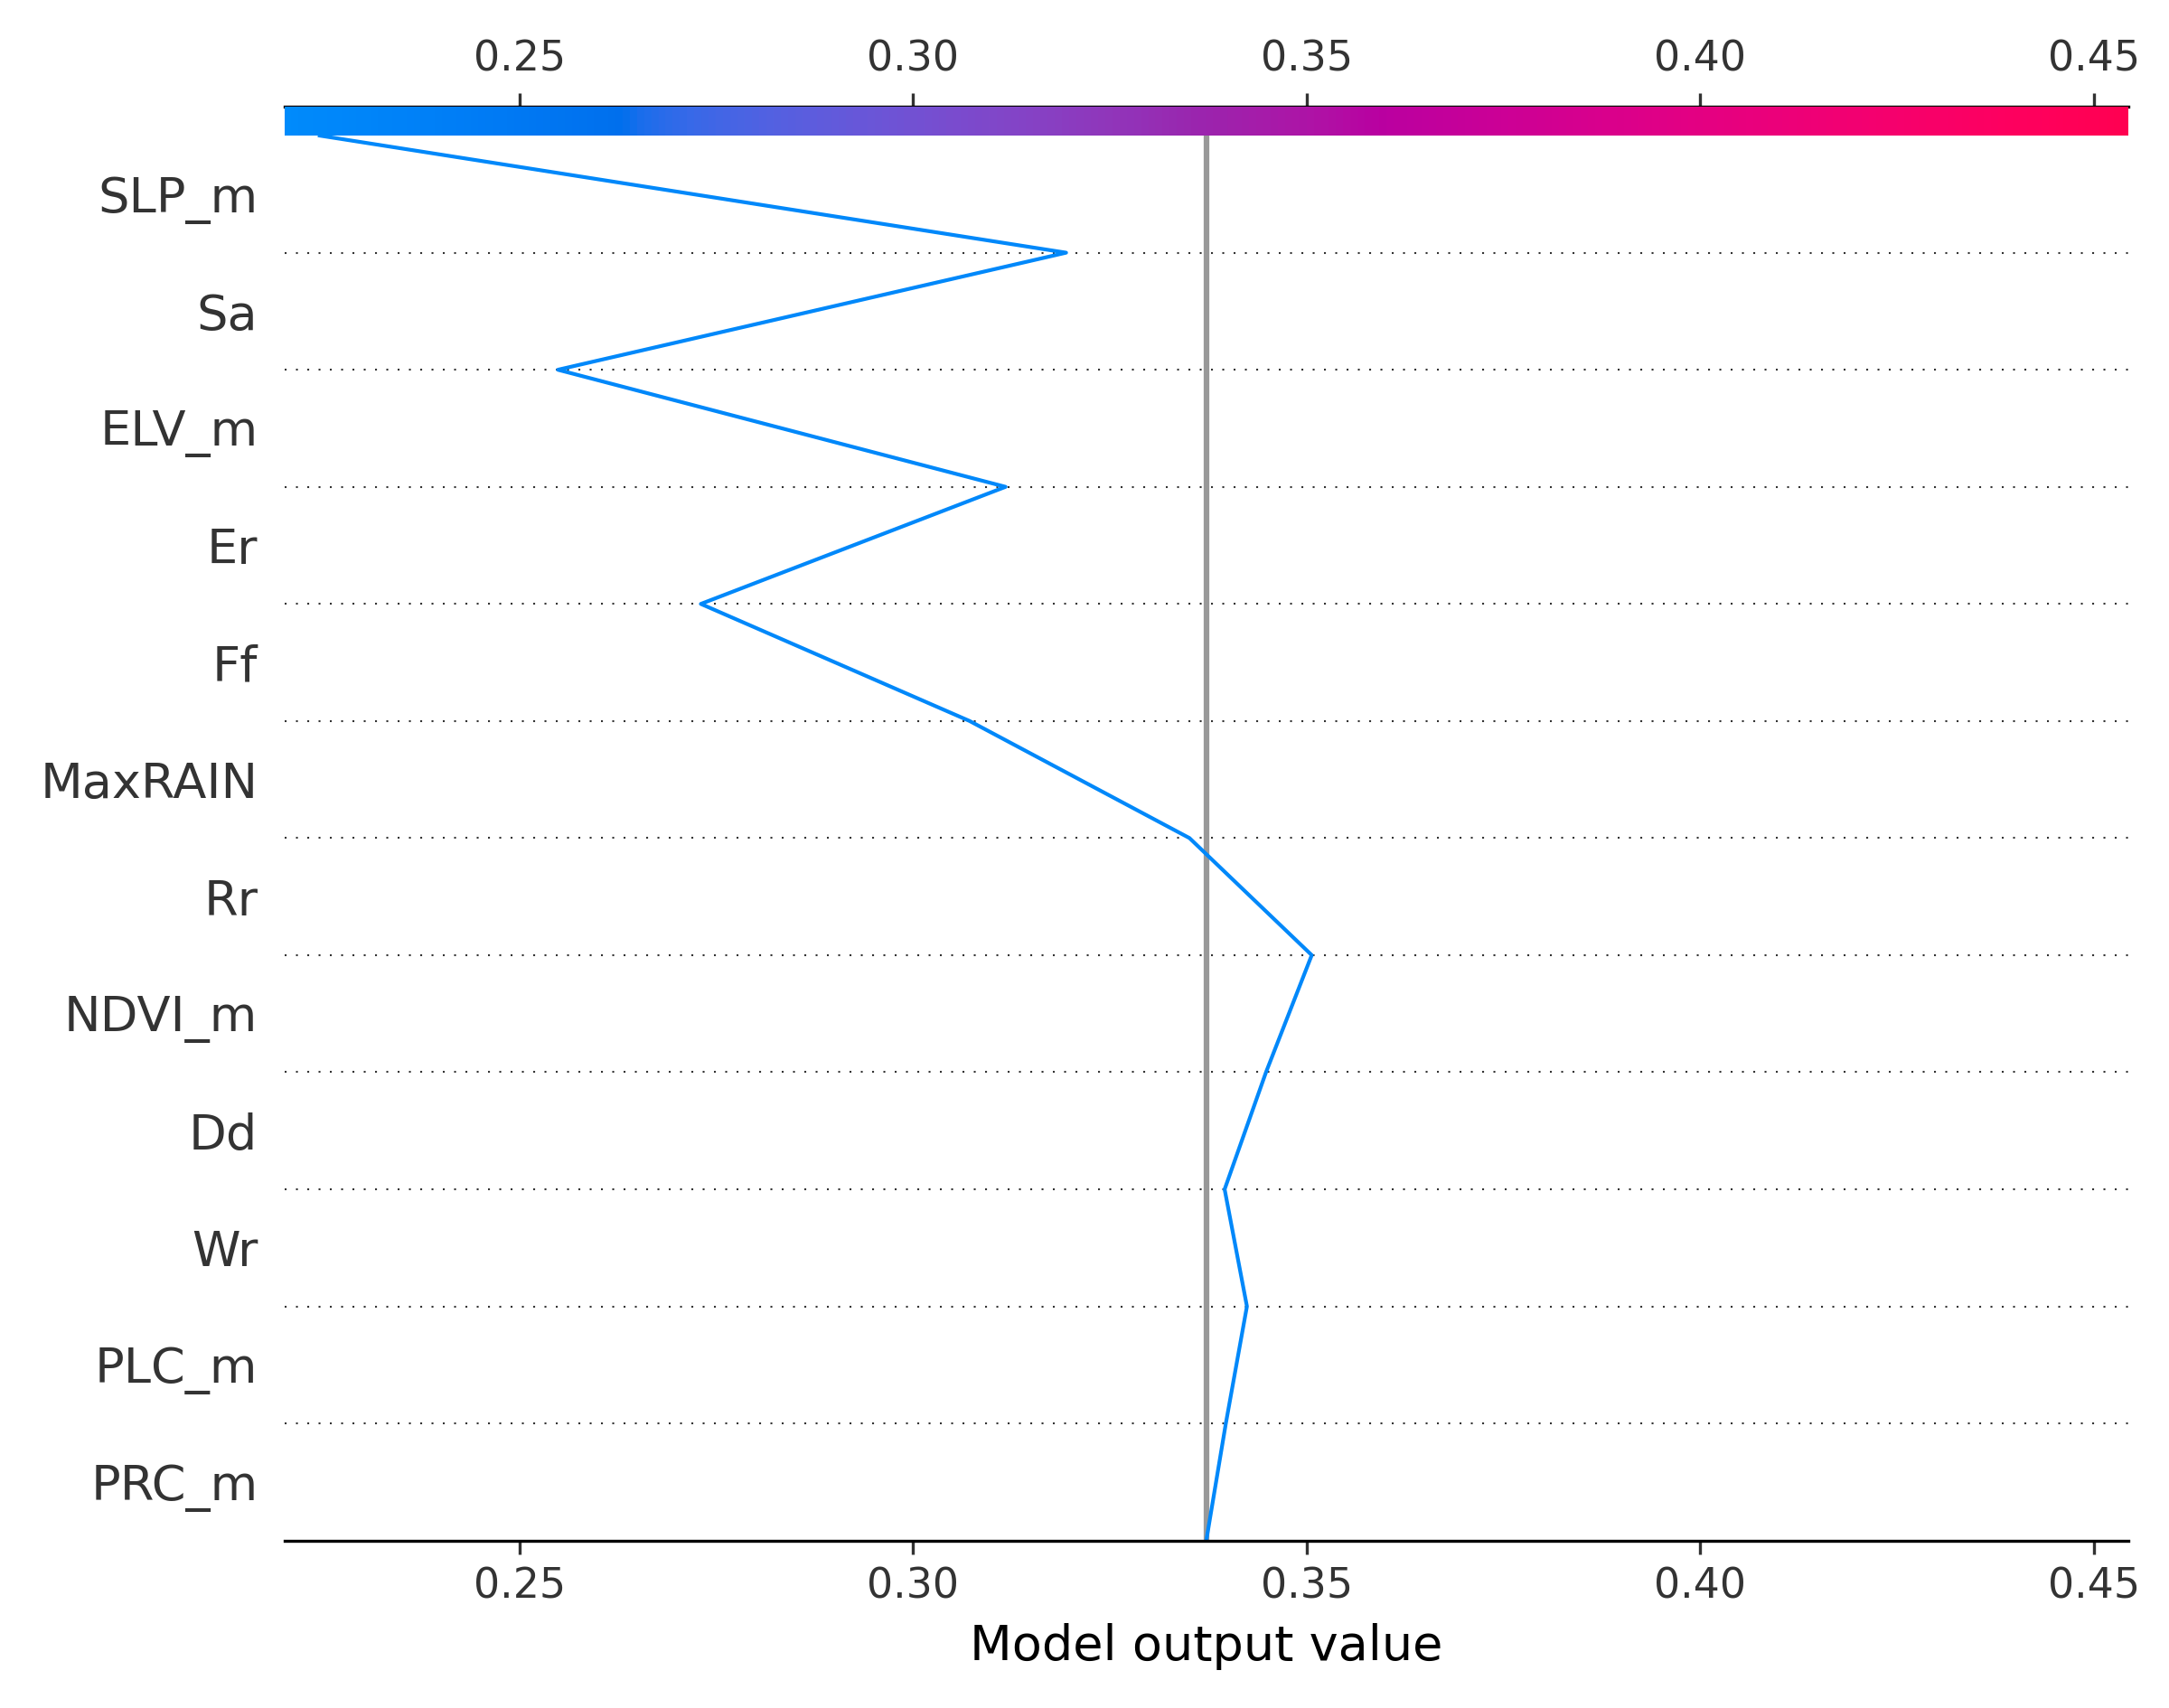 0.25 0.30 0.35 0.40 0.45
SLP_m
Sa
ELV_m
Er
Ff
MaxRAIN
Rr
NDVI_m
Dd
Wr
PLC_m
PRC_m
0.25 0.30 0.35 0.40 0.45
Model output value